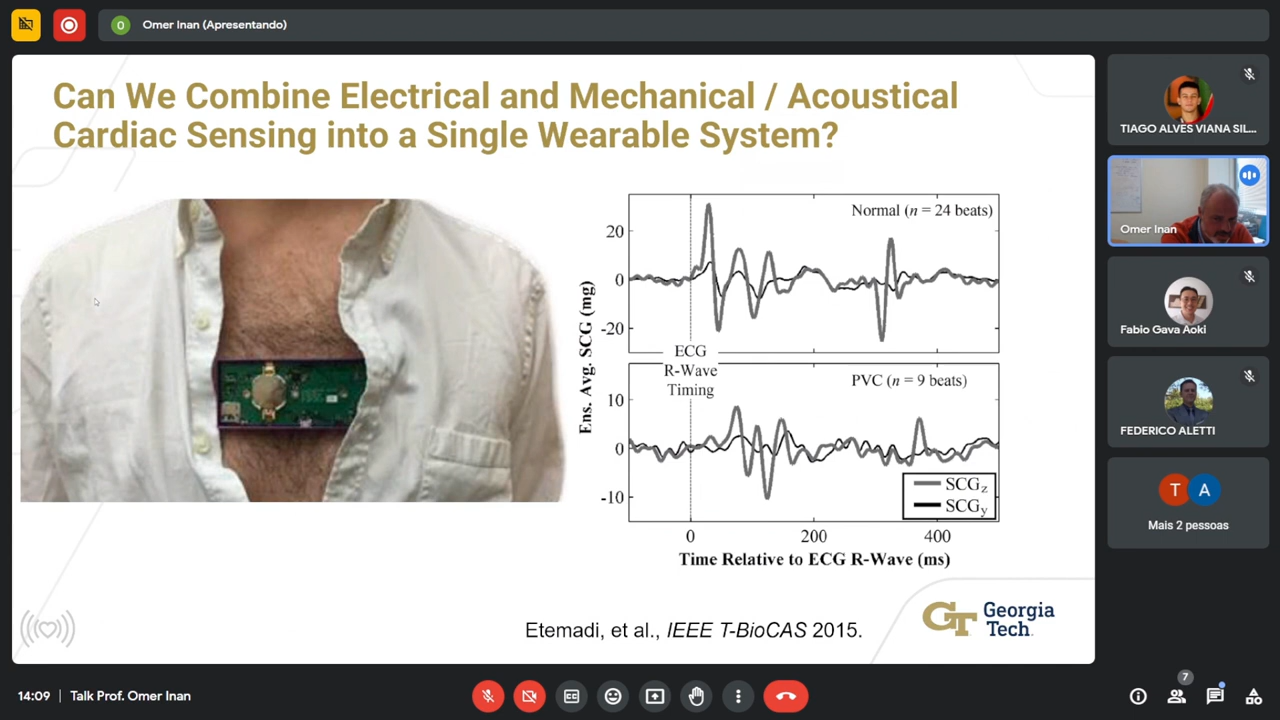 O Omer Inan (Apresentando)
Can We Combine Electrical and Mechanical / Acoustical
Cardiac Sensing into a Single Wearable System?
Normal (n = 24 beats)
20
0
-20
ECG
R-Wave
Timing
PVC (n = 9 beats)
10
0
-10
Ens. Avg. SCG (mg)
SCGz
SCGy
0 200 400
Time Relative to ECG R-Wave (ms)
Etemadi, et al., IEEE T-BioCAS 2015.
GT Georgia
Tech.
TIAGO ALVES VIANA SIL...
Omer Inan
Fabio Gava Aoki
FEDERICO ALETTI
T A
Mais 2 pessoas
14:09 | Talk Prof. Omer Inan
CC
7